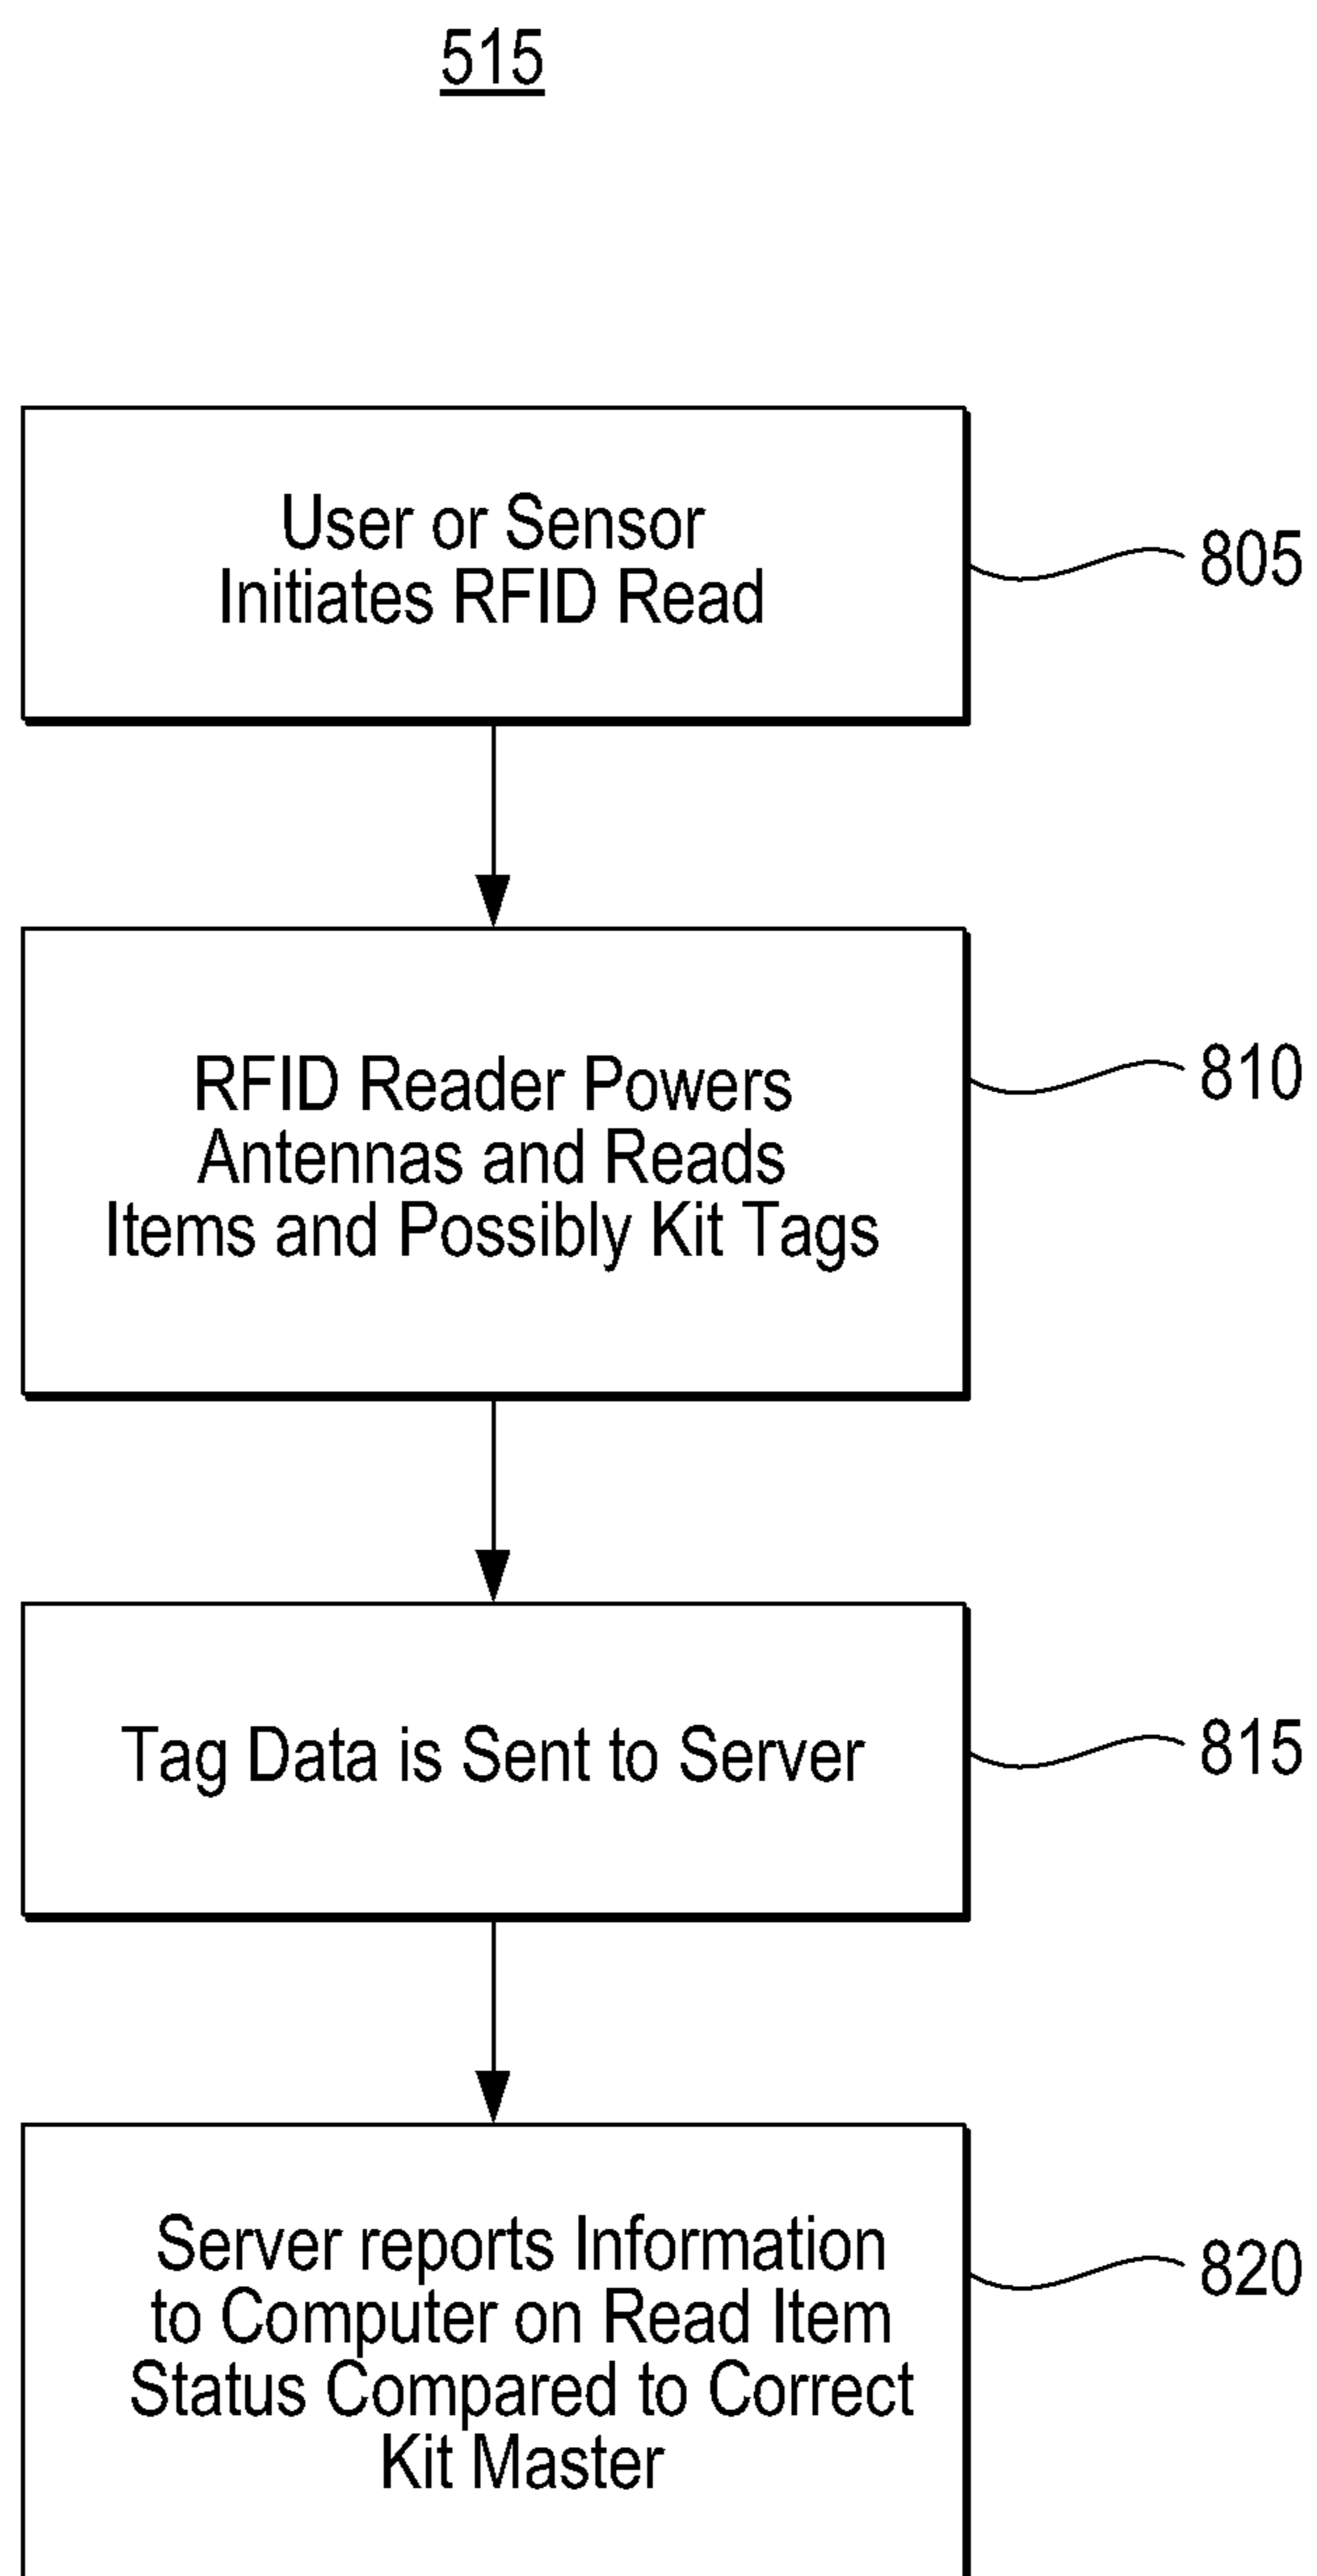 515
User or Sensor
Initiates RFID Read
805
RFID Reader Powers
Antennas and Reads
Items and Possibly Kit Tags
810
Tag Data is Sent to Server
815
Server reports Information
to Computer on Read Item
Status Compared to Correct
Kit Master
820